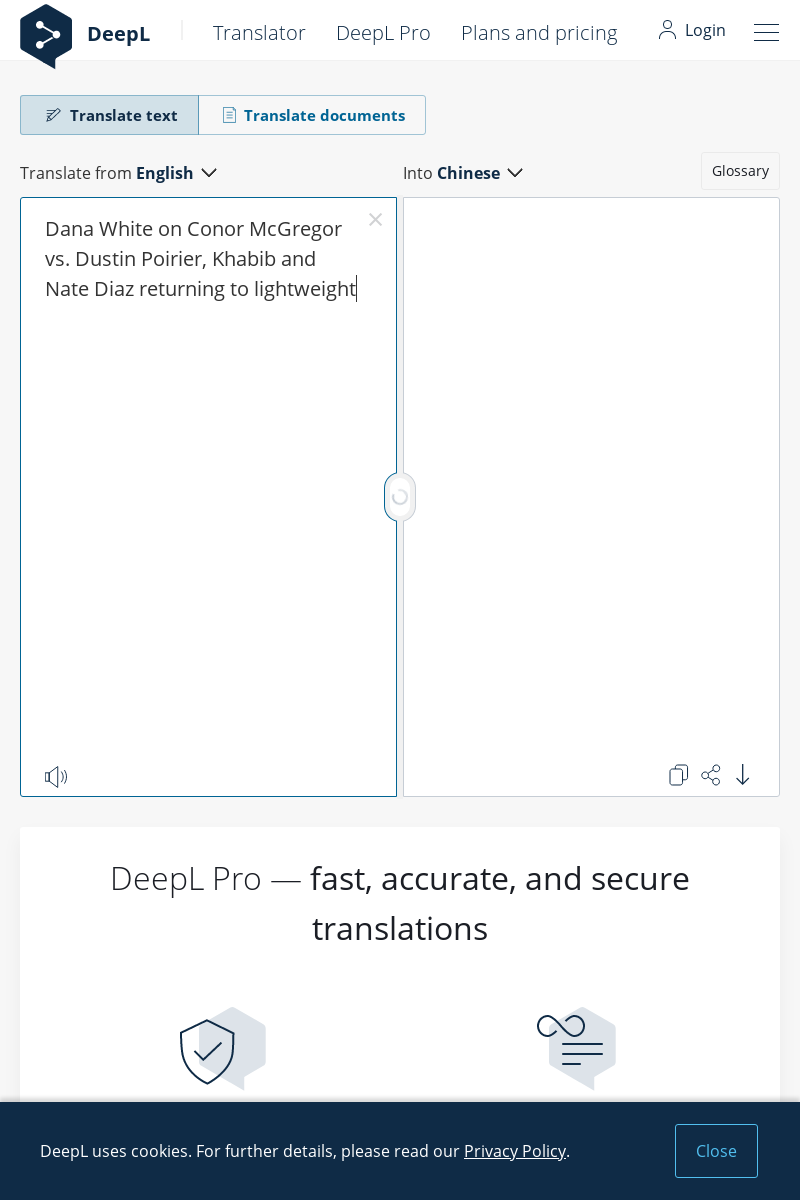 DeepL
Translator
DeepL Pro
Plans and pricing
Login
Translate text
Translate documents
Translate from English
Into Chinese
Glossary
Dana White on Conor McGregor
vs. Dustin Poirier, Khabib and
Nate Diaz returning to lightweight
DeepL Pro — fast, accurate, and secure
translations
DeepL uses cookies. For further details, please read our Privacy Policy.
Close